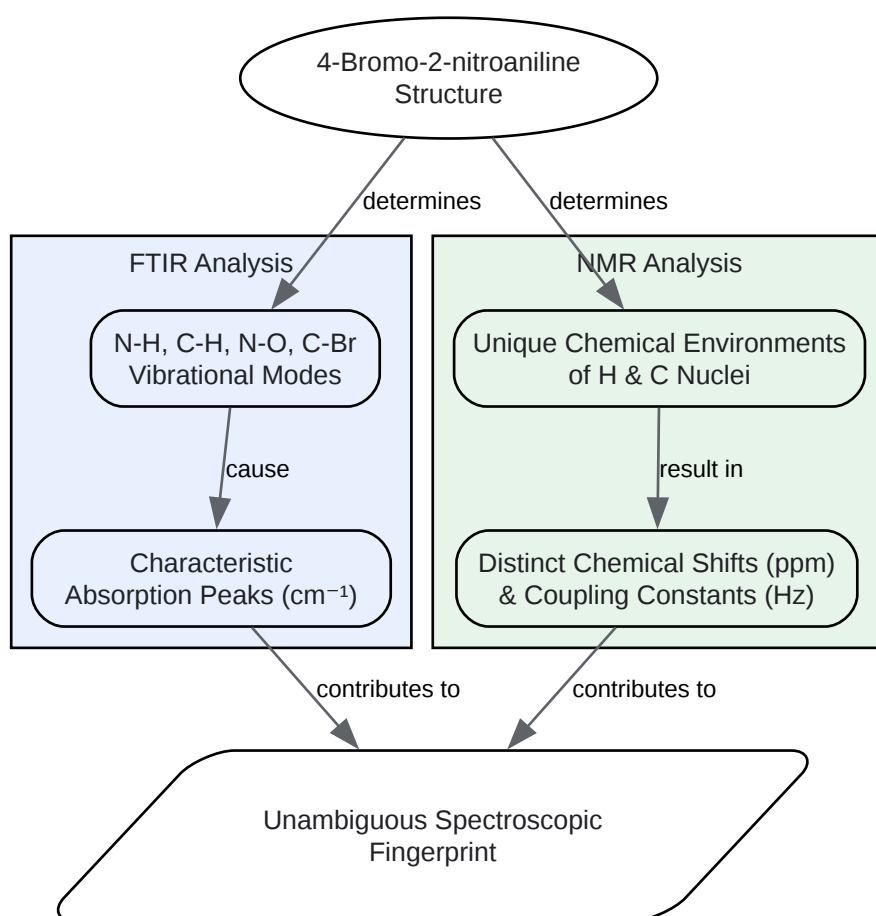 4-Bromo-2-nitroaniline
Structure
determines
determines
FTIR Analysis
NMR Analysis
N-H, C-H, N-O, C-Br
Vibrational Modes
Unique Chemical Environments
of H & C Nuclei
cause
result in
Characteristic
Absorption Peaks (cm⁻¹)
Distinct Chemical Shifts (ppm)
& Coupling Constants (Hz)
contributes to
contributes to
Unambiguous Spectroscopic
Fingerprint